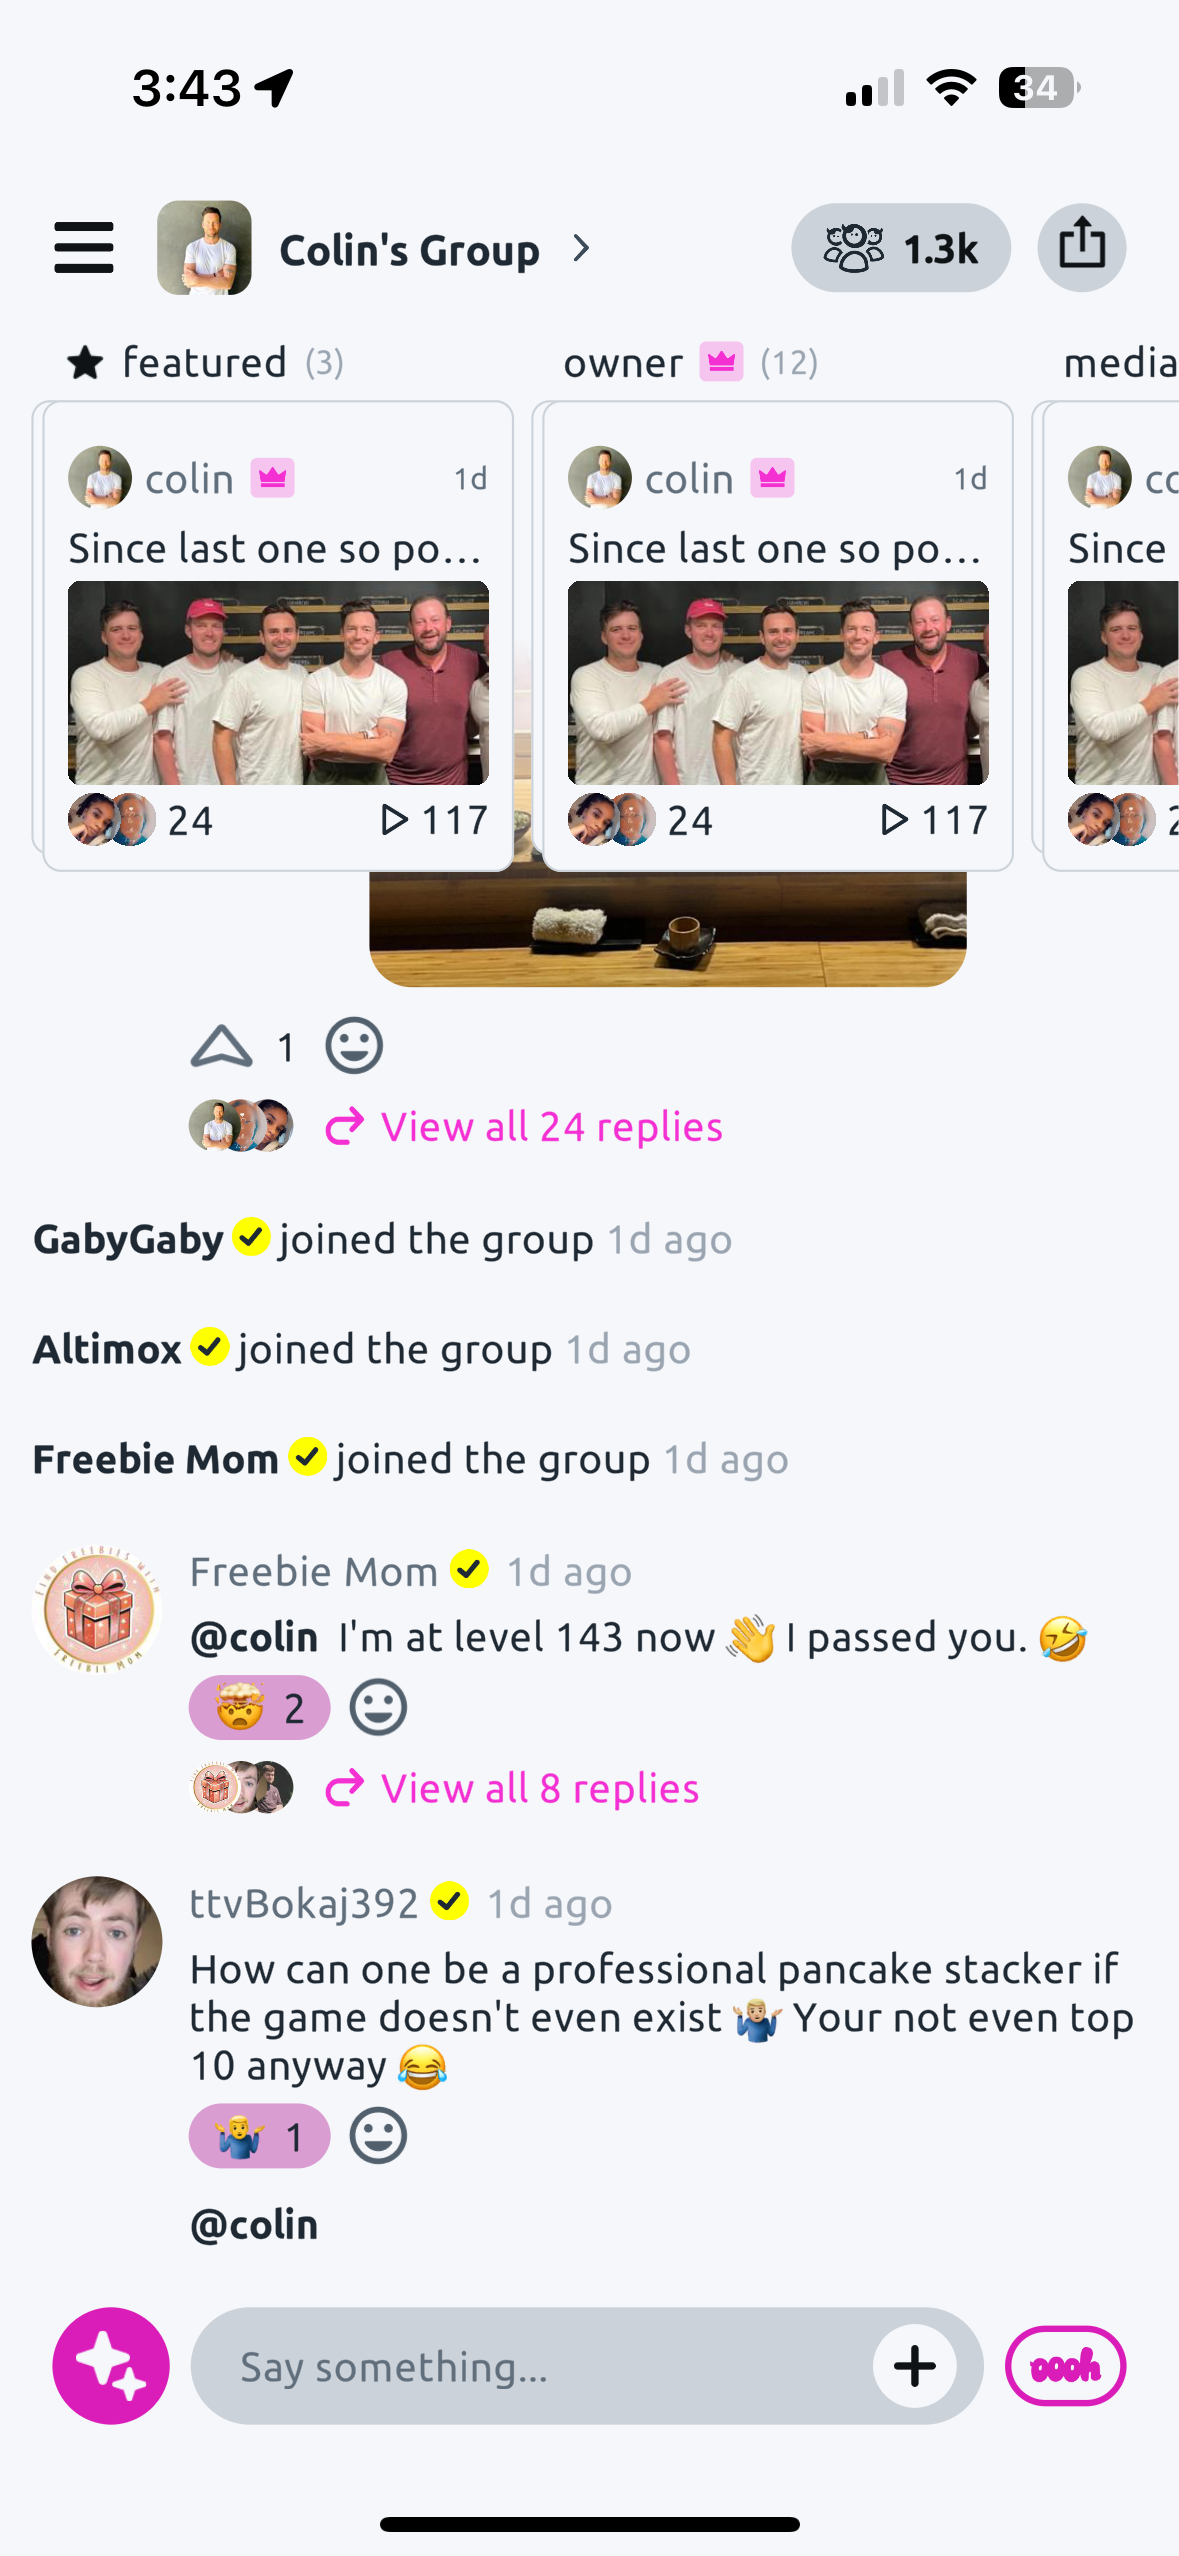 3:43
34
Colin's Group
1.3k
featured (3)
owner (12)
media
colin 1d
Since last one so po...
24 117
colin 1d
Since last one so po...
24 117
co
Since
2
1
View all 24 replies
GabyGaby joined the group 1d ago
Altimox joined the group 1d ago
Freebie Mom joined the group 1d ago
FIND FREEBIES WITH
FREEBIE MOM
Freebie Mom 1d ago
@colin I'm at level 143 now 👋 I passed you. 🤣
🤯 2
View all 8 replies
ttvBokaj392 1d ago
How can one be a professional pancake stacker if
the game doesn't even exist 🤷🏼‍♂️ Your not even top
10 anyway 😂
🤷‍♂️ 1
@colin
Say something...
oooh